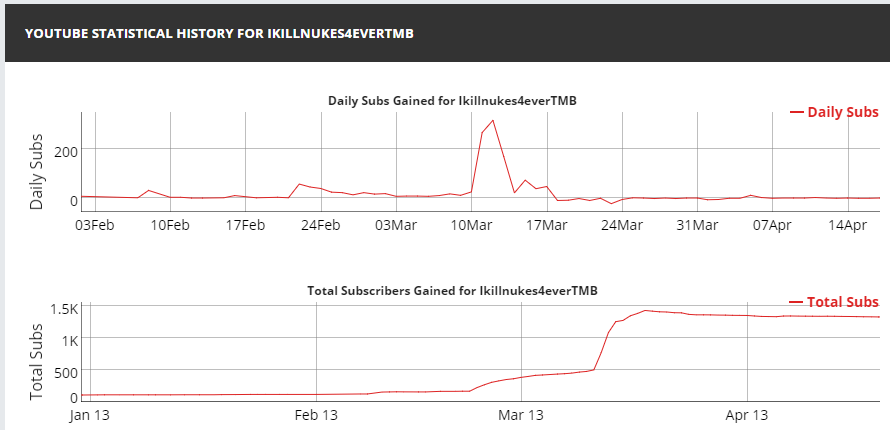 YOUTUBE STATISTICAL HISTORY FOR IKILLNUKES4EVERTMB
Daily Subs Gained for Ikillnukes4everTMB
Daily Subs
Daily Subs
200
0
03Feb 10Feb 17Feb 24Feb 03Mar 10Mar 17Mar 24Mar 31Mar 07Apr 14Apr
Total Subscribers Gained for Ikillnukes4everTMB
Total Subs
Total Subs
1.5K
1K
500
0
Jan 13 Feb 13 Mar 13 Apr 13